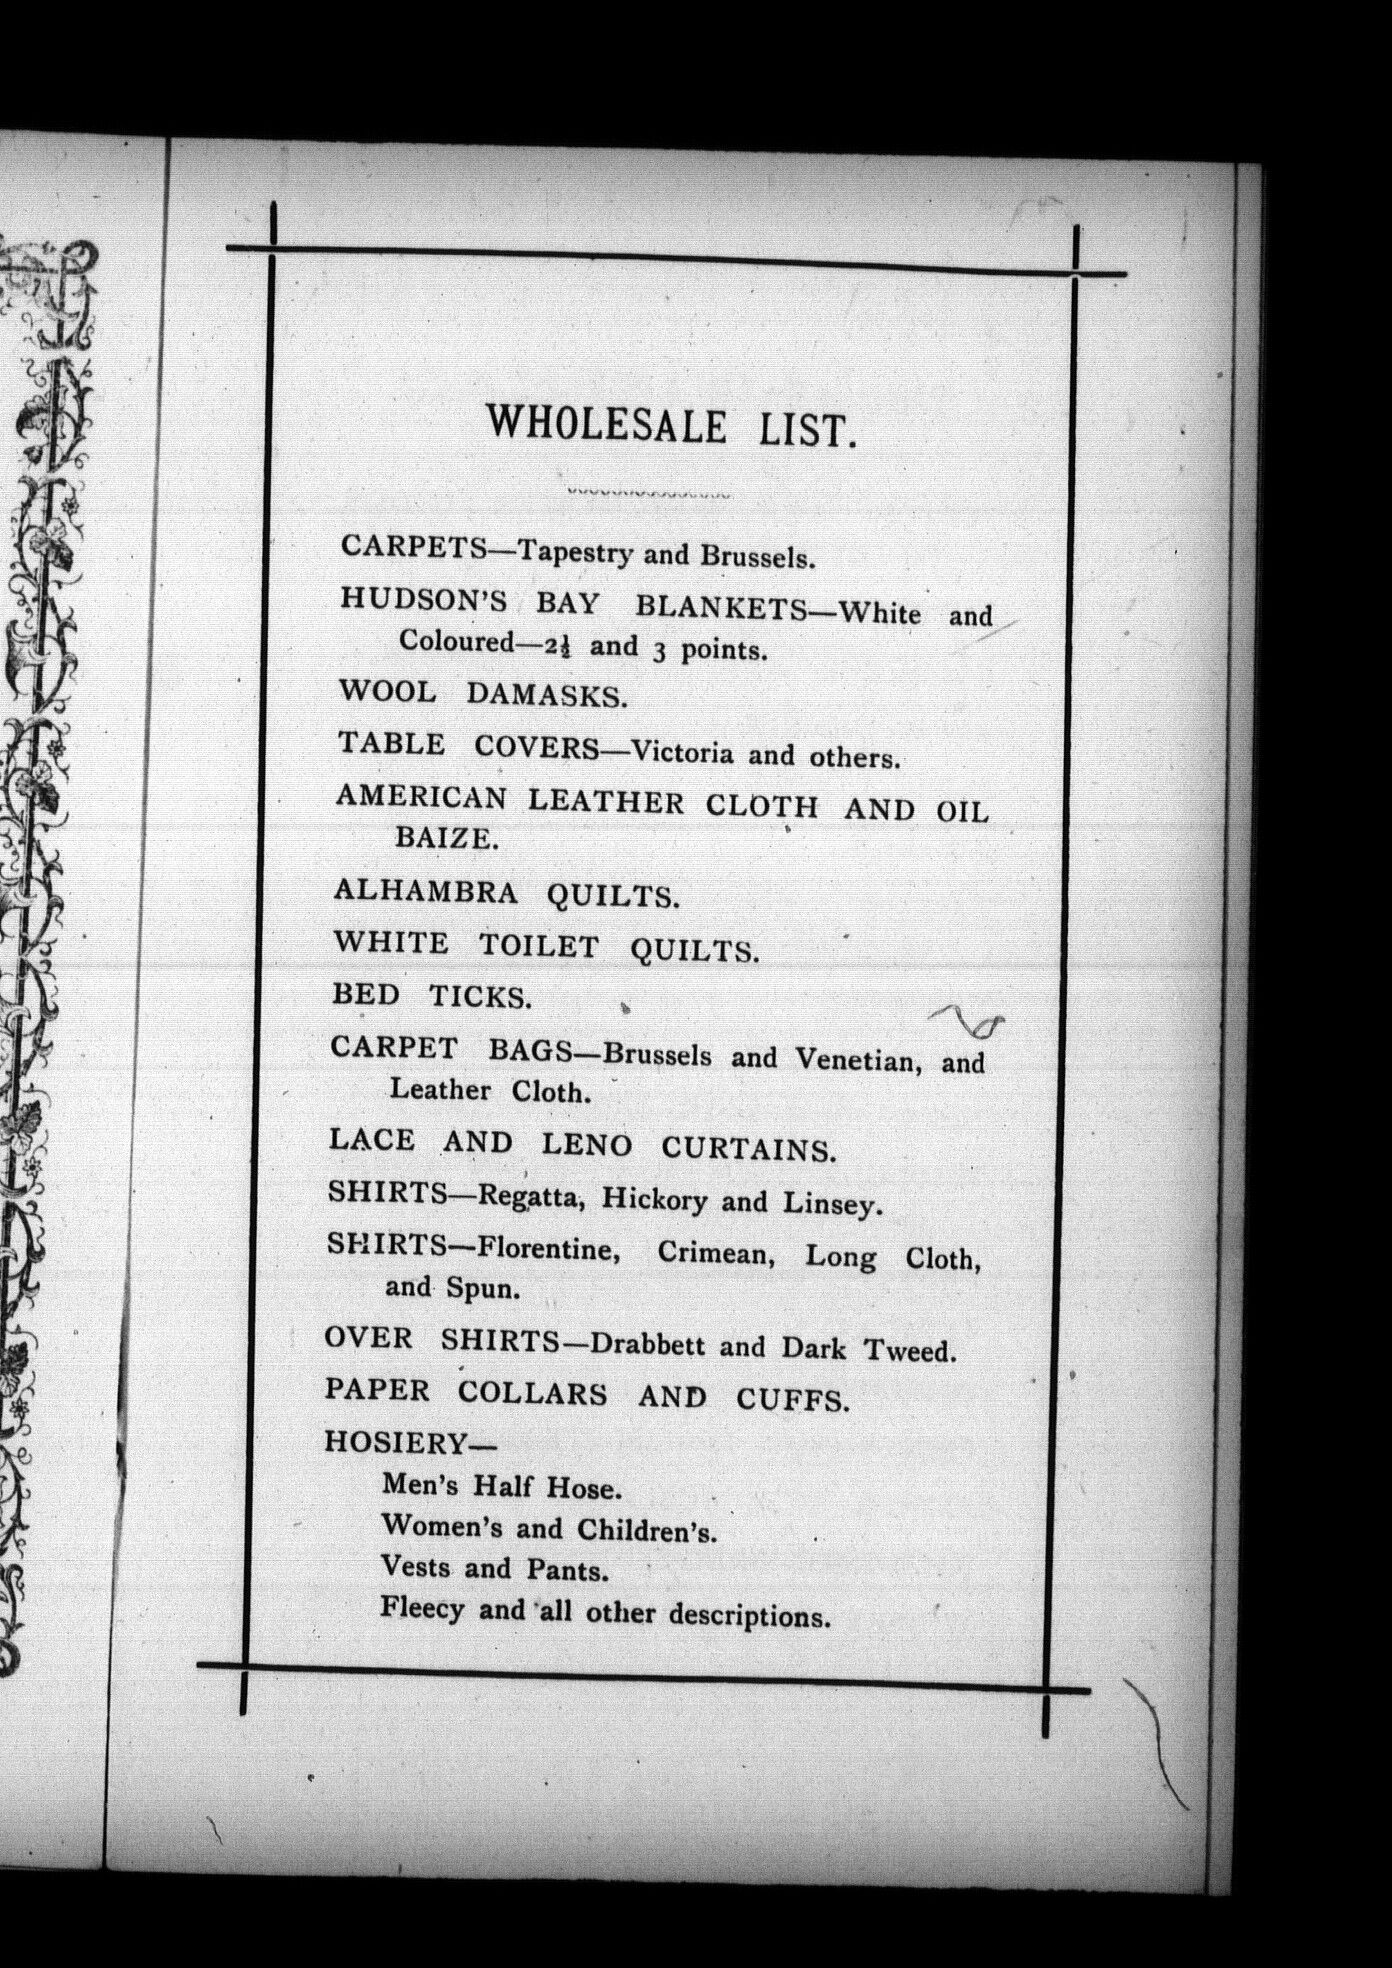 WHOLESALE LIST.
CARPETS—Tapestry and Brussels.
HUDSON'S BAY BLANKETS—White and
Coloured—2½ and 3 points.
WOOL DAMASKS.
TABLE COVERS—Victoria and others.
AMERICAN LEATHER CLOTH AND OIL
BAIZE.
ALHAMBRA QUILTS.
WHITE TOILET QUILTS.
BED TICKS.
CARPET BAGS—Brussels and Venetian, and
Leather Cloth.
LACE AND LENO CURTAINS.
SHIRTS—Regatta, Hickory and Linsey.
SHIRTS—Florentine, Crimean, Long Cloth,
and Spun.
OVER SHIRTS—Drabbett and Dark Tweed.
PAPER COLLARS AND CUFFS.
HOSIERY—
Men's Half Hose.
Women's and Children's.
Vests and Pants.
Fleecy and all other descriptions.